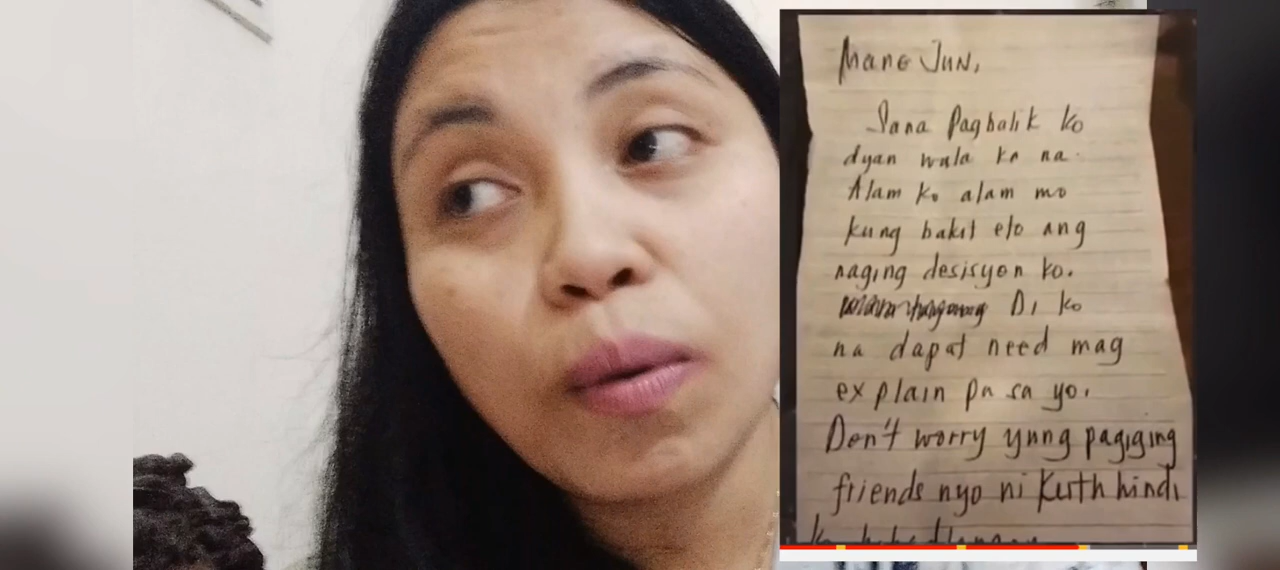 Mane JUN,
Sana Pagbalik ko
dyan wala ka na.
Alam ko alam mo
kung bakit eto ang
naging desisyon ko.
Di ko
na dapat need mag
explain pa sa yo.
Don't worry yung pagiging
friends nyo ni Keith hindi